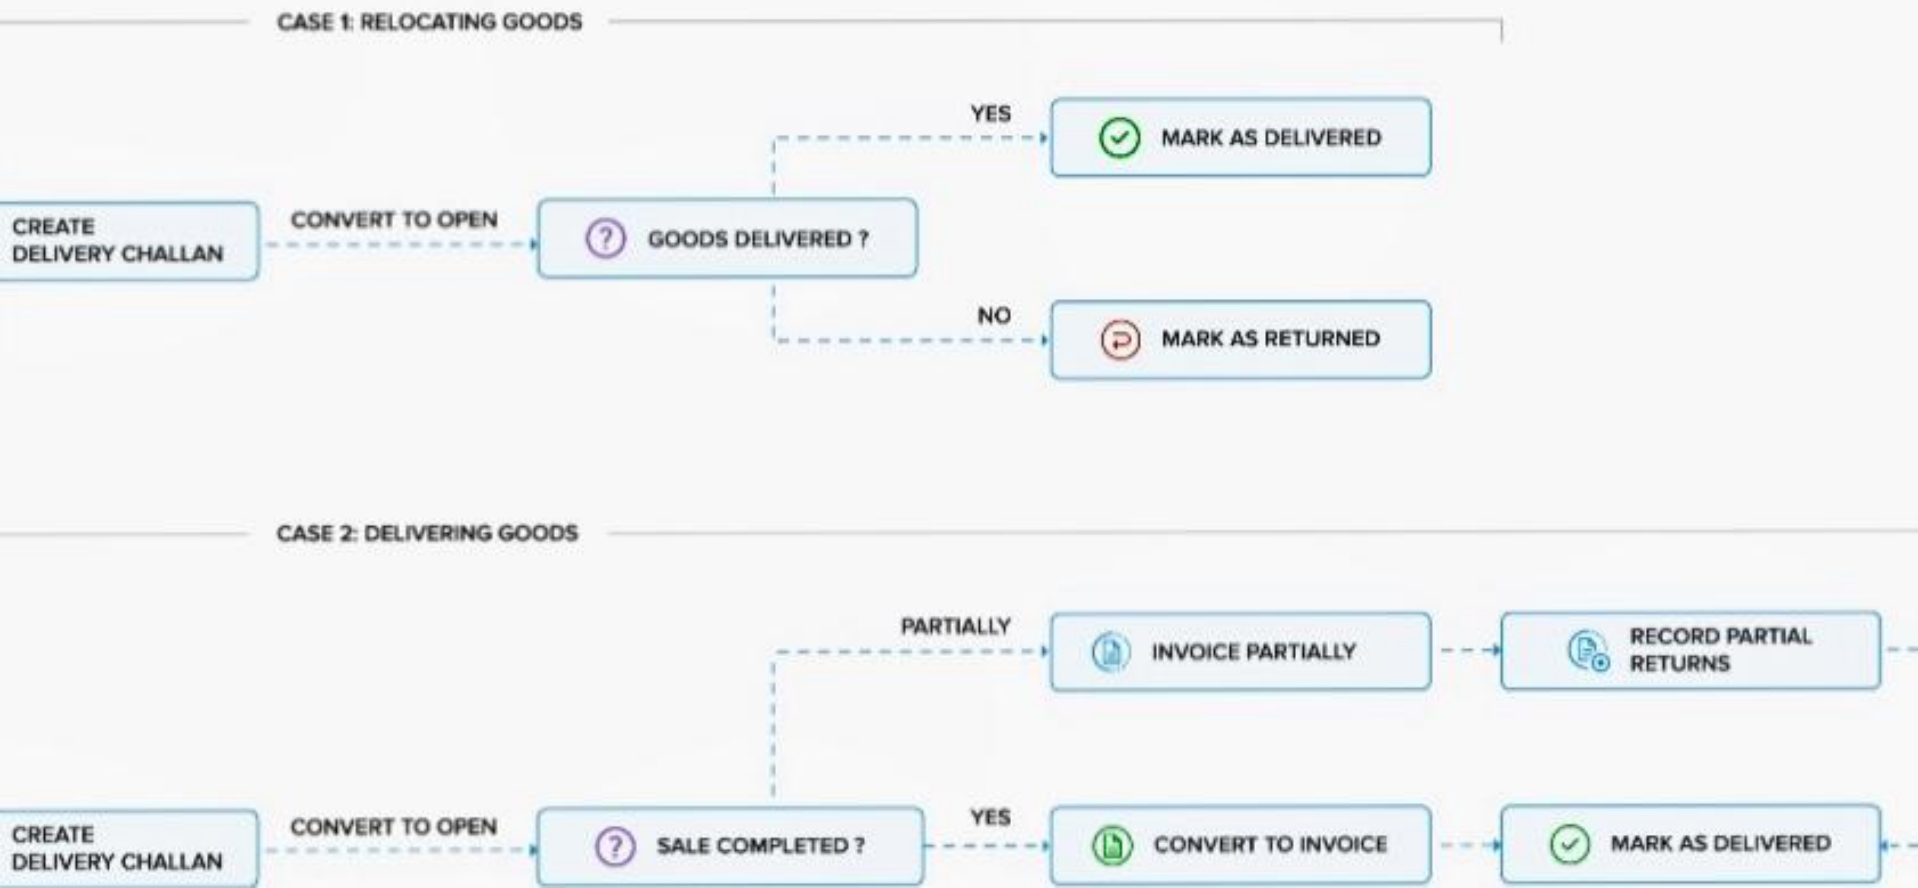 CASE 1: RELOCATING GOODS
YES
MARK AS DELIVERED
CREATE
DELIVERY CHALLAN
CONVERT TO OPEN
GOODS DELIVERED ?
NO
MARK AS RETURNED
CASE 2: DELIVERING GOODS
PARTIALLY
INVOICE PARTIALLY
RECORD PARTIAL
RETURNS
CREATE
DELIVERY CHALLAN
CONVERT TO OPEN
SALE COMPLETED ?
YES
CONVERT TO INVOICE
MARK AS DELIVERED